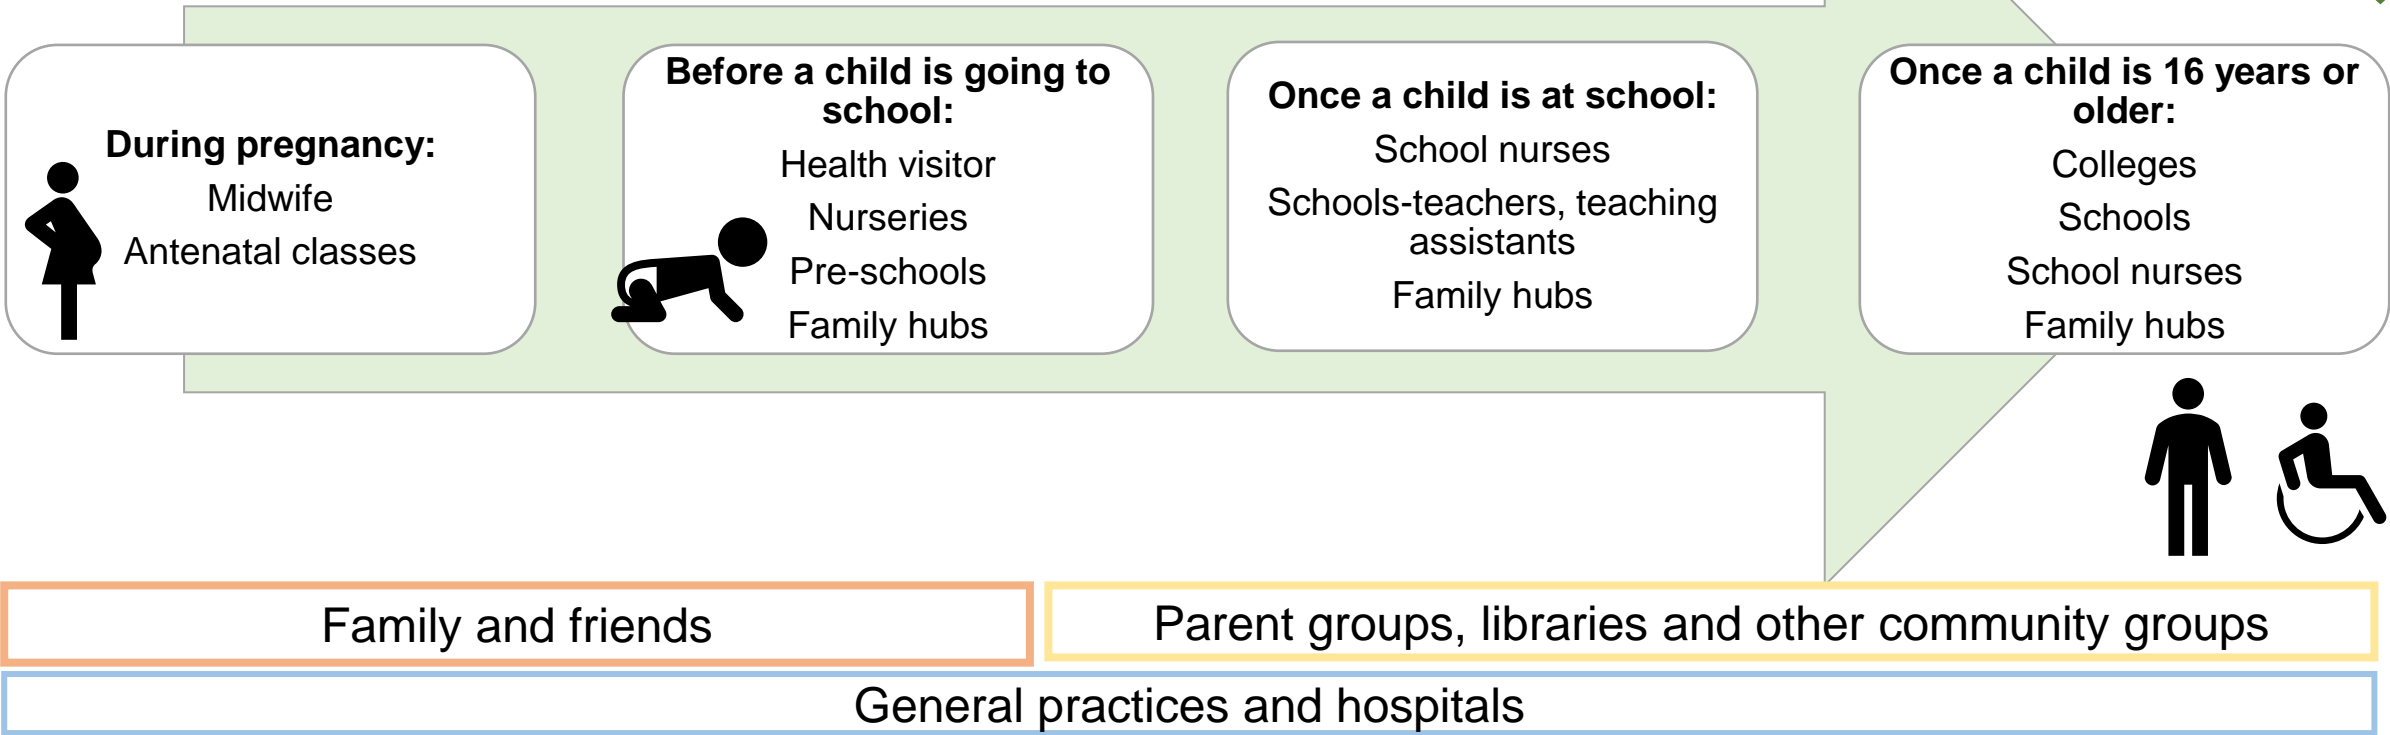 During pregnancy:
Midwife
Antenatal classes
Before a child is going to
school:
Health visitor
Nurseries
Pre-schools
Family hubs
Once a child is at school:
School nurses
Schools-teachers, teaching
assistants
Family hubs
Once a child is 16 years or
older:
Colleges
Schools
School nurses
Family hubs
Family and friends
Parent groups, libraries and other community groups
General practices and hospitals